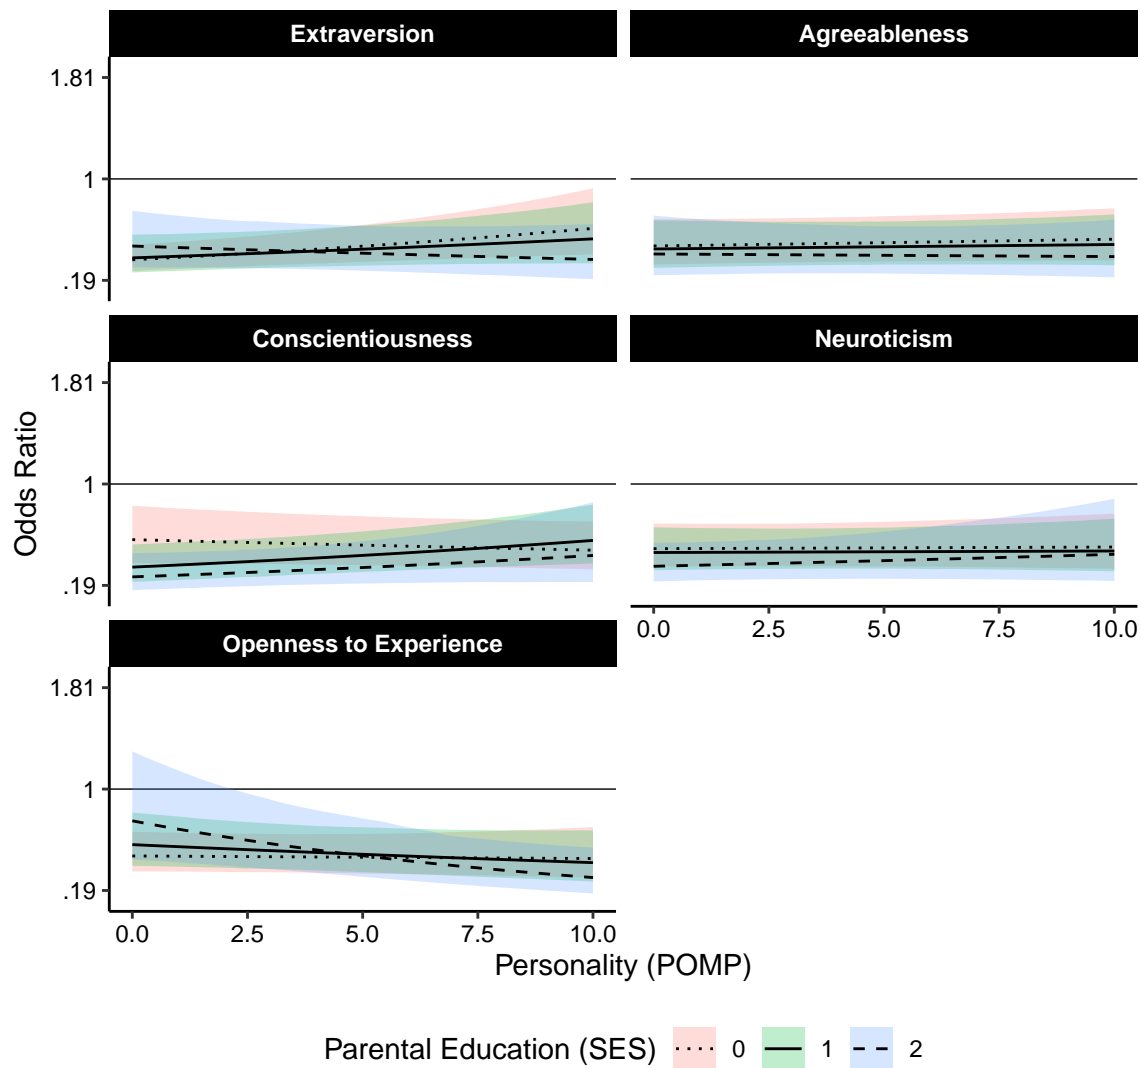 Extraversion
Agreeableness
1.81
1
.19
Conscientiousness
Neuroticism
1.81
1
.19
0.0 2.5 5.0 7.5 10.0
Openness to Experience
1.81
1
.19
0.0 2.5 5.0 7.5 10.0
Odds Ratio
Personality (POMP)
Parental Education (SES) 0 1 2